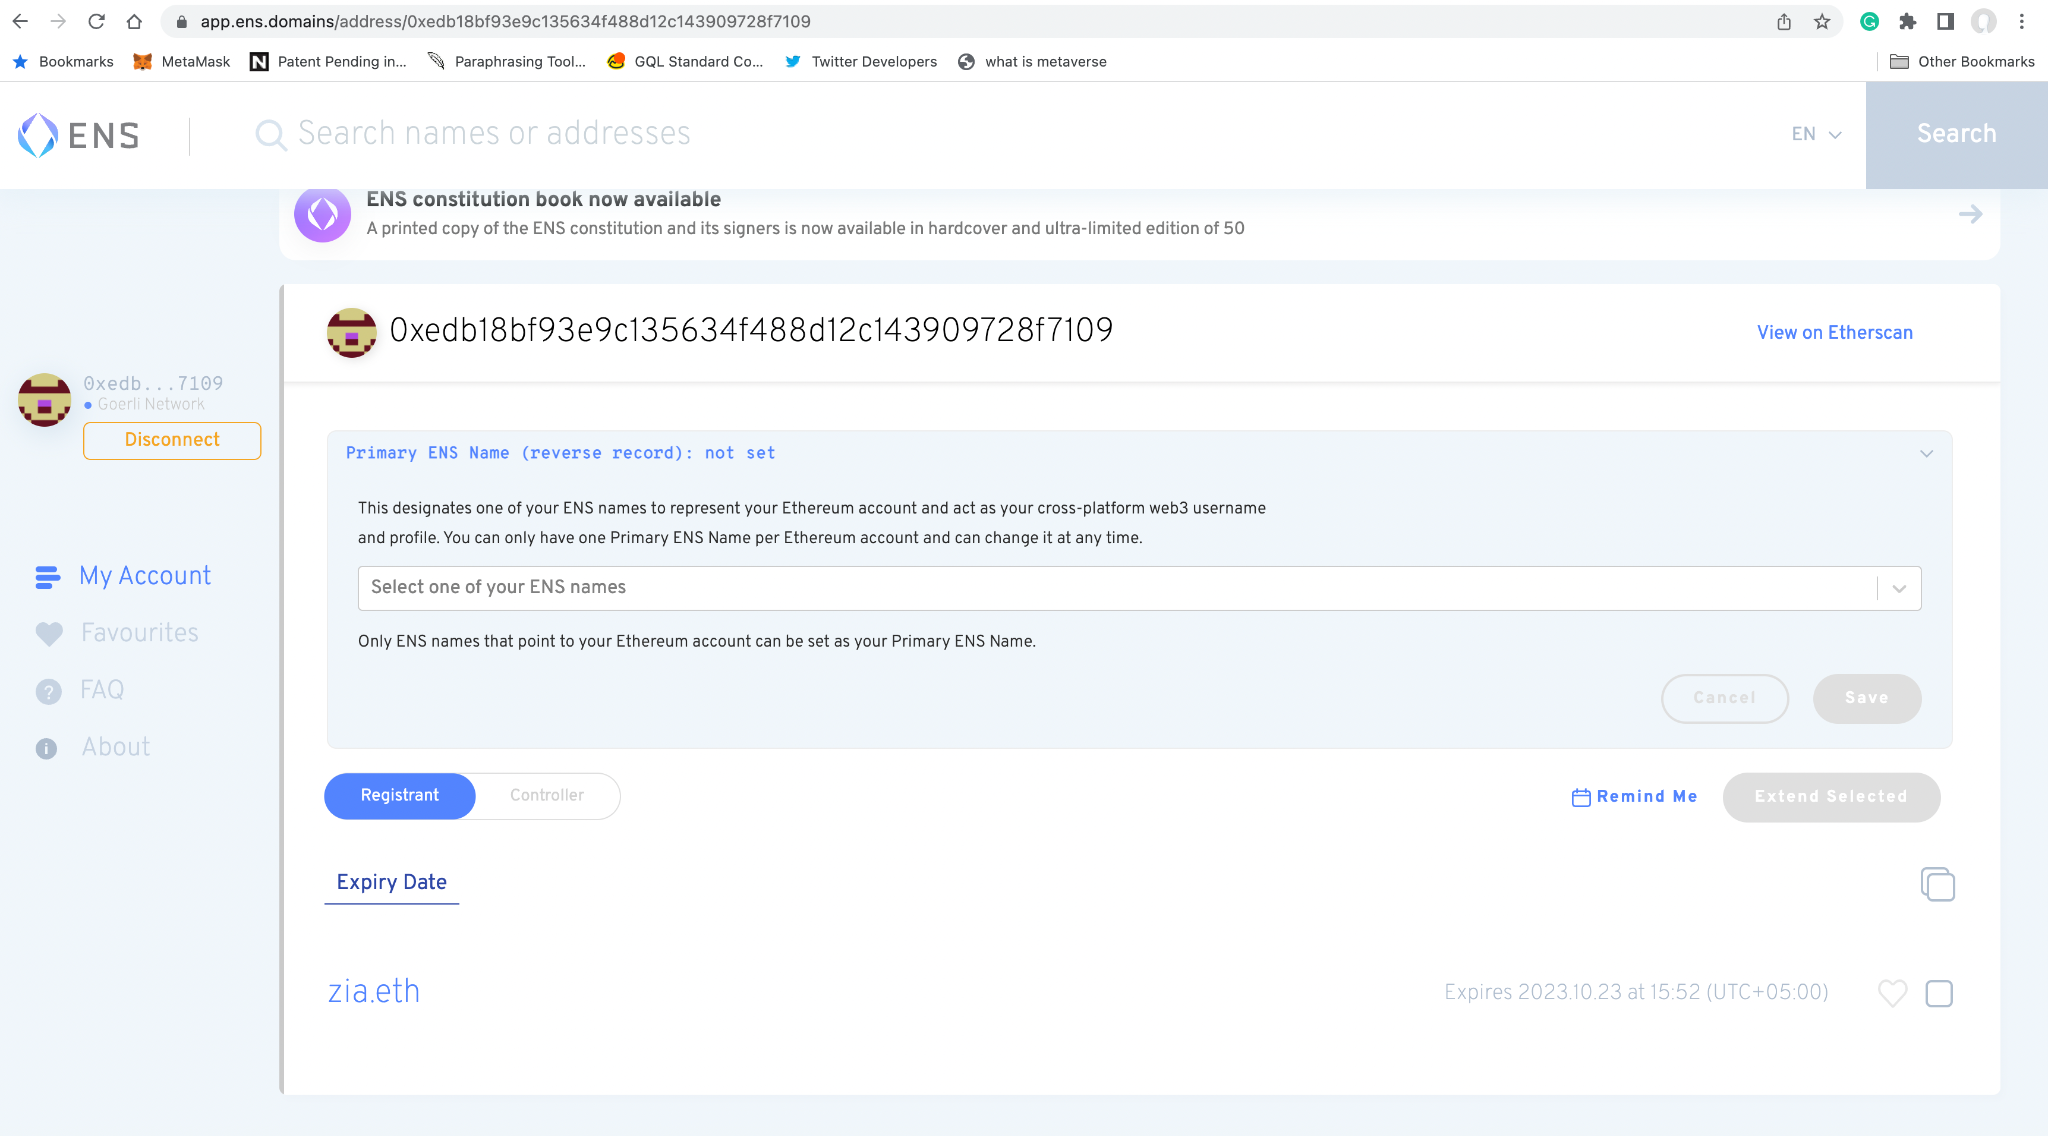 app.ens.domains/address/0xedb18bf93e9c135634f488d12c143909728f7109
Bookmarks MetaMask Patent Pending in... Paraphrasing Tool... GQL Standard Co... Twitter Developers what is metaverse Other Bookmarks
ENS Search names or addresses EN Search
ENS constitution book now available
A printed copy of the ENS constitution and its signers is now available in hardcover and ultra-limited edition of 50
0xedb18bf93e9c135634f488d12c143909728f7109 View on Etherscan
0xedb...7109
Goerli Network
Disconnect
My Account
Favourites
FAQ
About
Primary ENS Name (reverse record): not set
This designates one of your ENS names to represent your Ethereum account and act as your cross-platform web3 username
and profile. You can only have one Primary ENS Name per Ethereum account and can change it at any time.
Select one of your ENS names
Only ENS names that point to your Ethereum account can be set as your Primary ENS Name.
Cancel Save
Registrant Controller Remind Me Extend Selected
Expiry Date
zia.eth Expires 2023.10.23 at 15:52 (UTC+05:00)